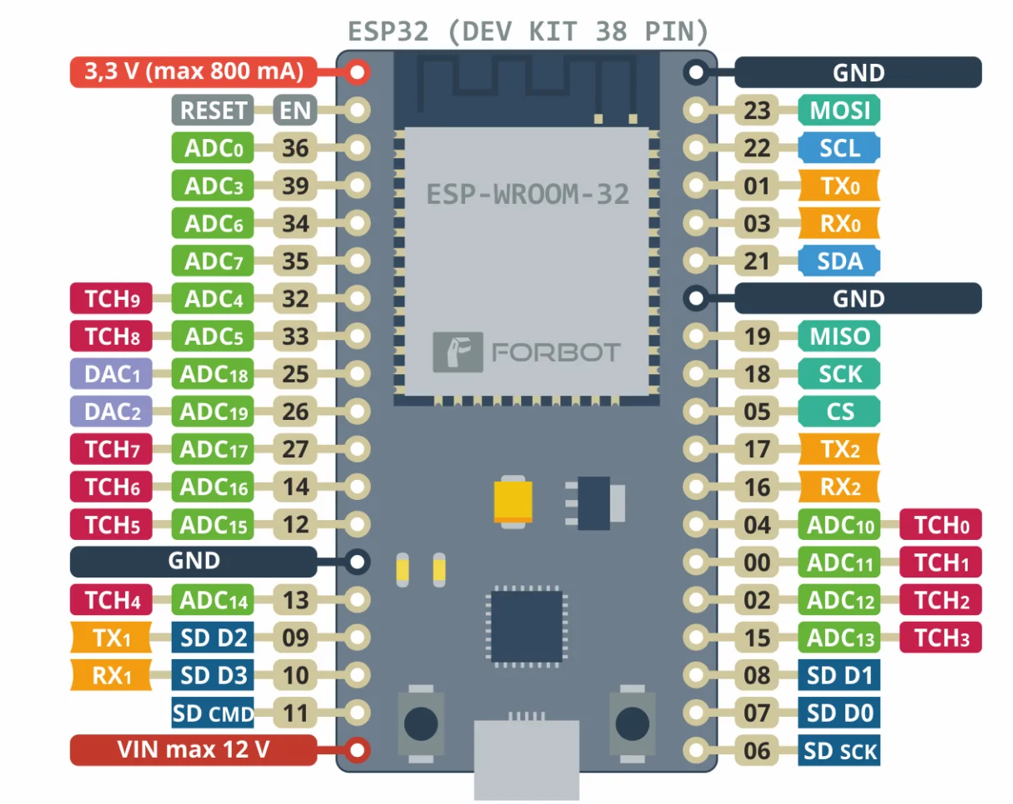 ESP32 (DEV KIT 38 PIN)
3,3 V (max 800 mA)
RESET EN
ADC0 36
ADC3 39
ADC6 34
ADC7 35
TCH9 ADC4 32
TCH8 ADC5 33
DAC1 ADC18 25
DAC2 ADC19 26
TCH7 ADC17 27
TCH6 ADC16 14
TCH5 ADC15 12
GND
TCH4 ADC14 13
TX1 SD D2 09
RX1 SD D3 10
SD CMD 11
VIN max 12 V
ESP-WROOM-32
FORBOT
GND
23 MOSI
22 SCL
01 TX0
03 RX0
21 SDA
GND
19 MISO
18 SCK
05 CS
17 TX2
16 RX2
04 ADC10 TCH0
00 ADC11 TCH1
02 ADC12 TCH2
15 ADC13 TCH3
08 SD D1
07 SD D0
06 SD SCK